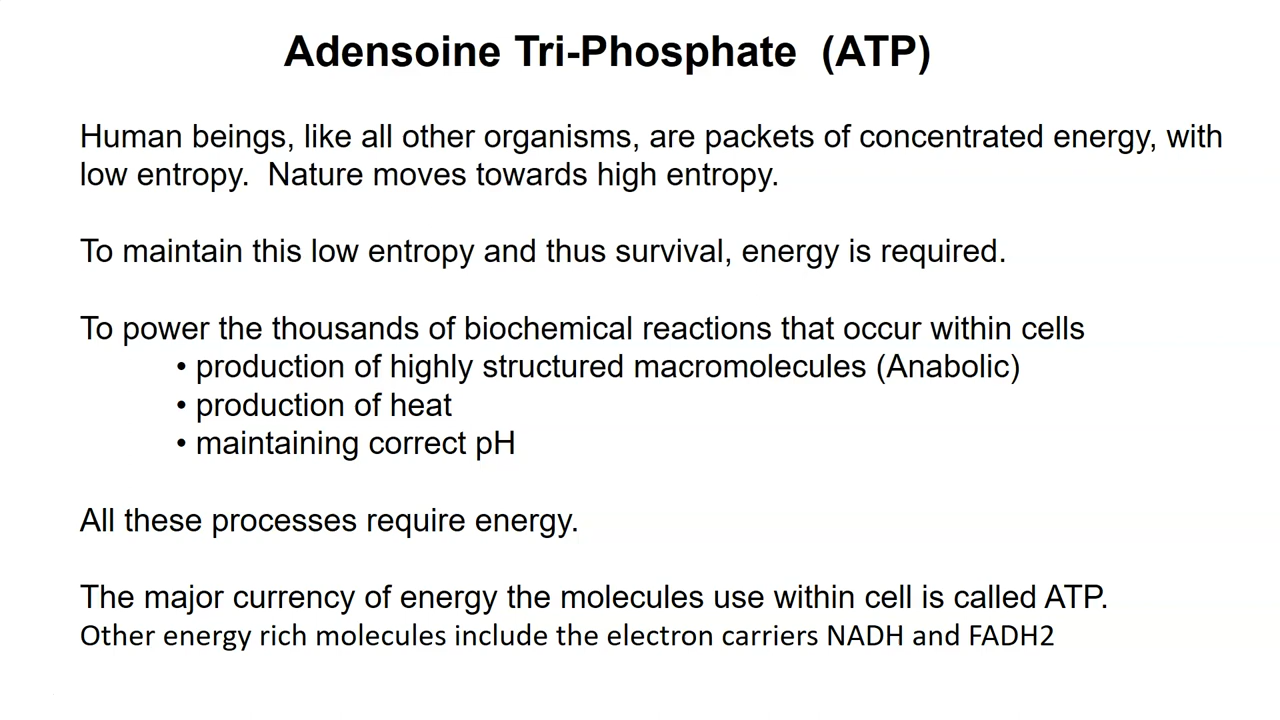 Adensoine Tri-Phosphate (ATP)
Human beings, like all other organisms, are packets of concentrated energy, with
low entropy. Nature moves towards high entropy.
To maintain this low entropy and thus survival, energy is required.
To power the thousands of biochemical reactions that occur within cells
• production of highly structured macromolecules (Anabolic)
• production of heat
• maintaining correct pH
All these processes require energy.
The major currency of energy the molecules use within cell is called ATP.
Other energy rich molecules include the electron carriers NADH and FADH2